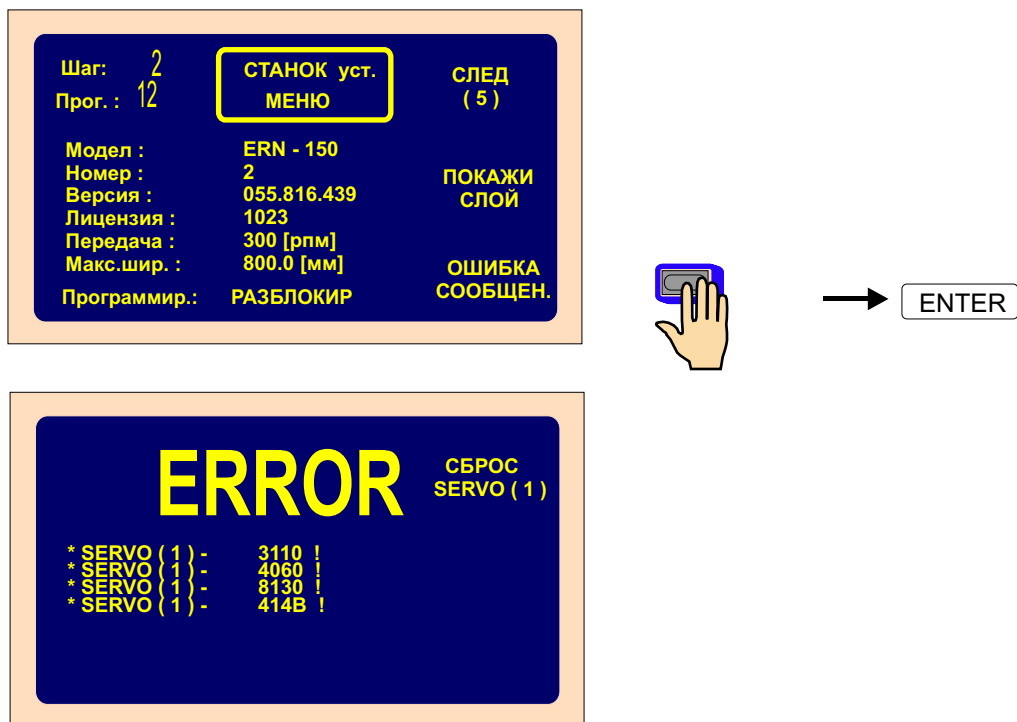 Шаг: 2
Прог. : 12
СТАНОК уст.
МЕНЮ
СЛЕД
( 5 )
Модел : ERN - 150
Номер : 2
Версия : 055.816.439
Лицензия : 1023
Передача : 300 [рпм]
Макс.шир. : 800.0 [мм]
Программир.: РАЗБЛОКИР
ПОКАЖИ
СЛОЙ
ОШИБКА
СООБЩЕН.
ENTER
ERROR
СБРОС
SERVO ( 1 )
* SERVO ( 1 ) - 3110 !
* SERVO ( 1 ) - 4060 !
* SERVO ( 1 ) - 8130 !
* SERVO ( 1 ) - 414B !